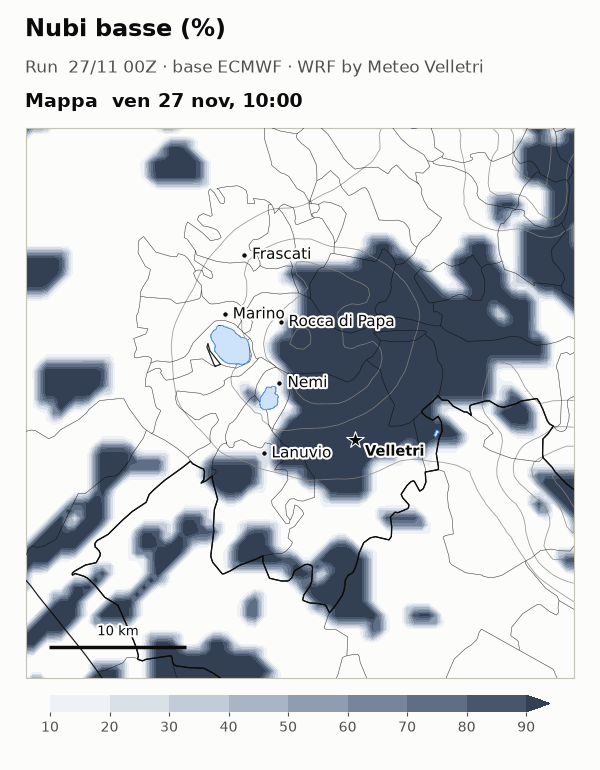 Nubi basse (%)
Run  27/11 00Z · base ECMWF · WRF by Meteo Velletri
Mappa  ven 27 nov, 10:00
Frascati
Marino
Rocca di Papa
Nemi
Velletri
Lanuvio
10 km
10 20 30 40 50 60 70 80 90